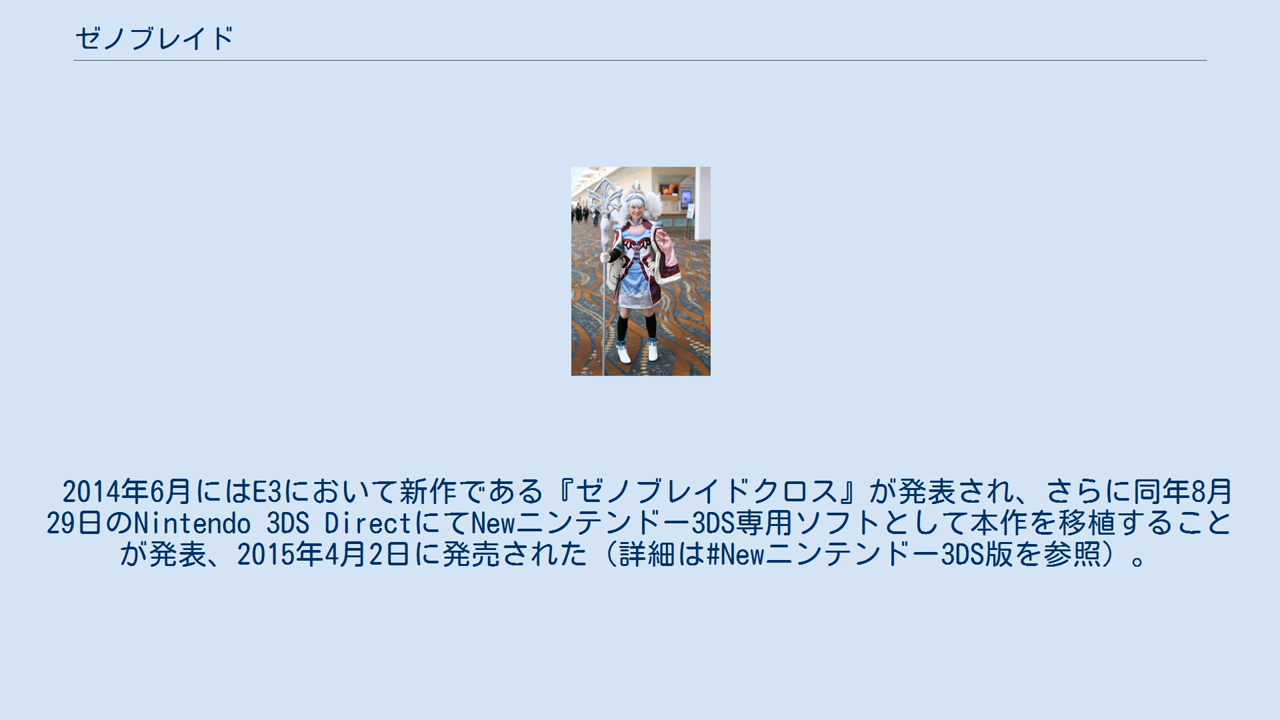 ゼノブレイド
2014年6月にはE3において新作である『ゼノブレイドクロス』が発表され、さらに同年8月
29日のNintendo 3DS DirectにてNewニンテンドー3DS専用ソフトとして本作を移植すること
が発表、2015年4月2日に発売された（詳細は#Newニンテンドー3DS版を参照）。